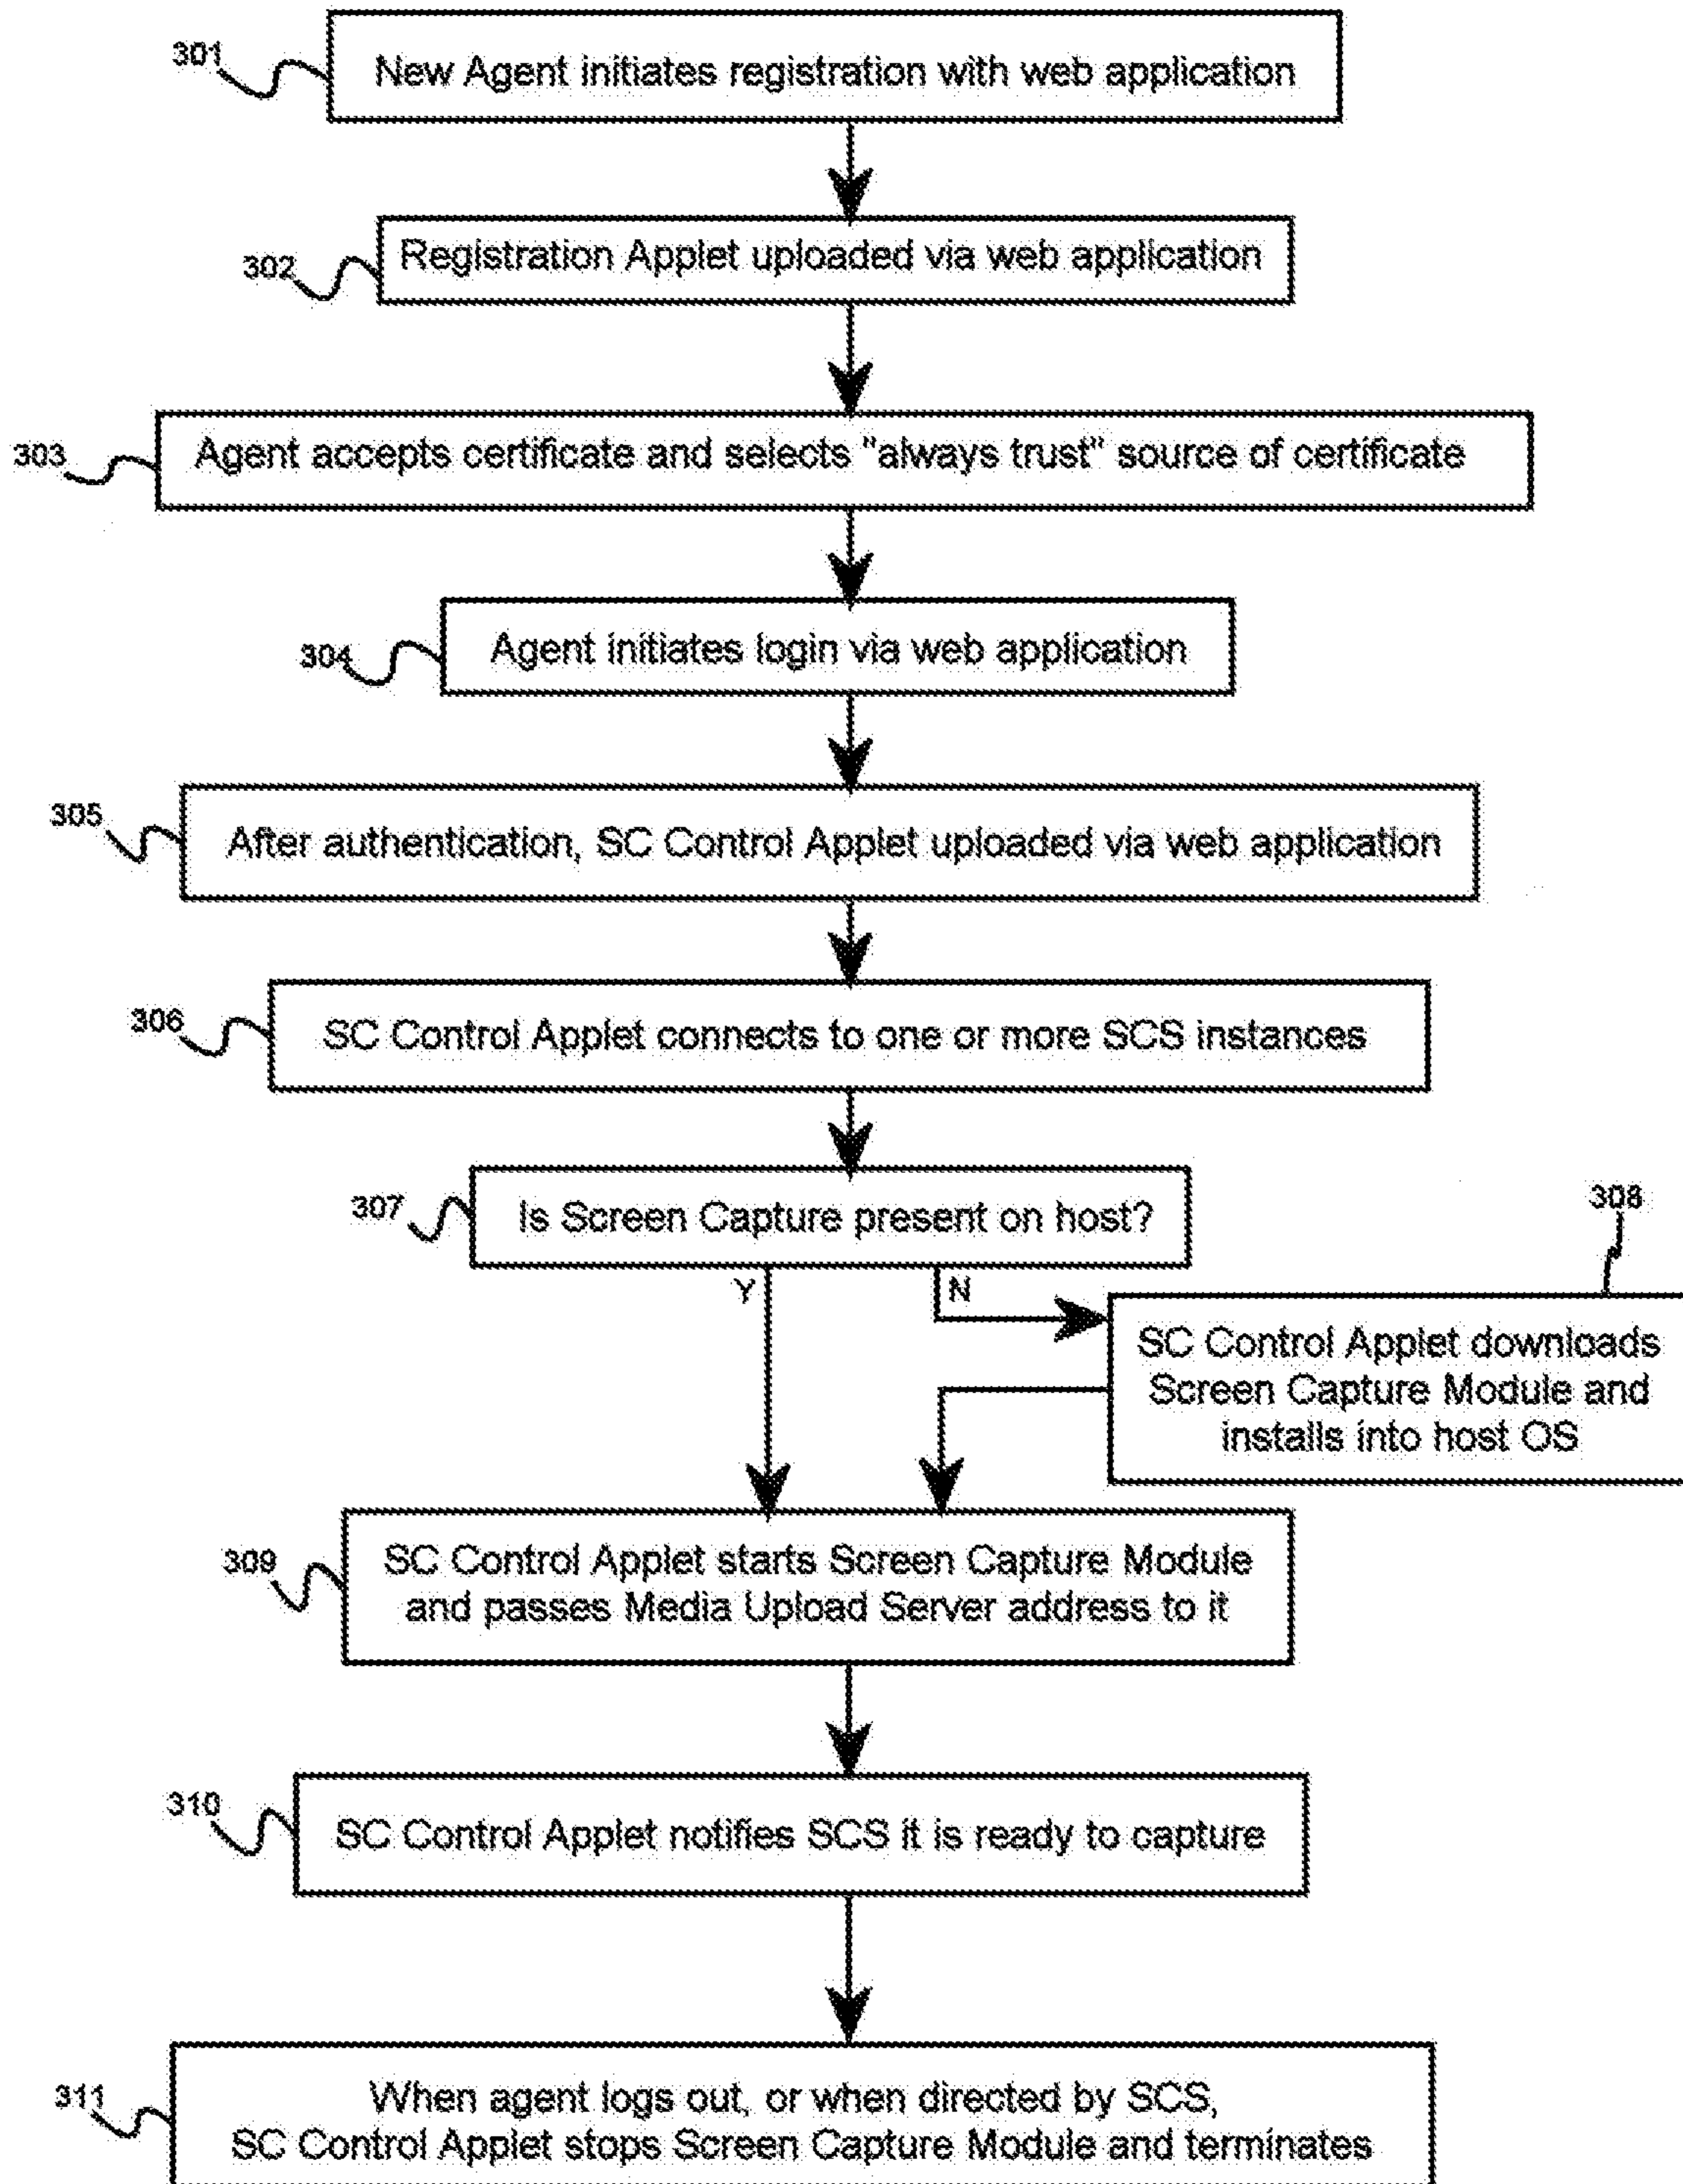 301
New Agent initiates registration with web application
302
Registration Applet uploaded via web application
303
Agent accepts certificate and selects "always trust" source of certificate
304
Agent initiates login via web application
305
After authentication, SC Control Applet uploaded via web application
306
SC Control Applet connects to one or more SCS instances
307
Is Screen Capture present on host?
308
Y
N
SC Control Applet downloads
Screen Capture Module and
installs into host OS
309
SC Control Applet starts Screen Capture Module
and passes Media Upload Server address to it
310
SC Control Applet notifies SCS it is ready to capture
311
When agent logs out, or when directed by SCS,
SC Control Applet stops Screen Capture Module and terminates